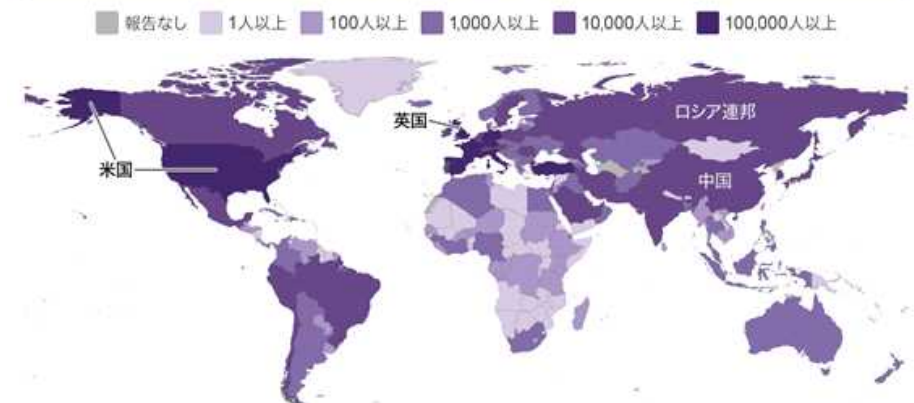 報告なし 1人以上 100人以上 1,000人以上 10,000人以上 100,000人以上
英国
ロシア連邦
米国
中国